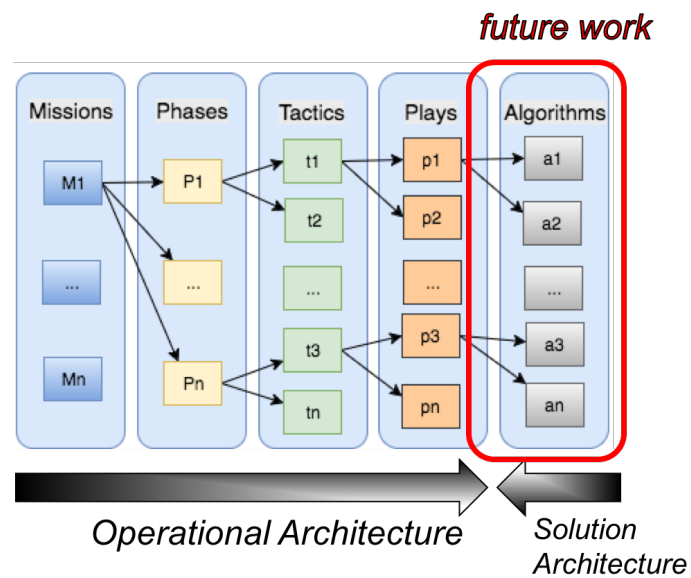 future work
Missions Phases Tactics Plays Algorithms
M1 P1 t1 p1 a1
t2 p2 a2
... ... ... ... ...
t3 p3 a3
Mn Pn tn pn an
Operational Architecture
Solution
Architecture